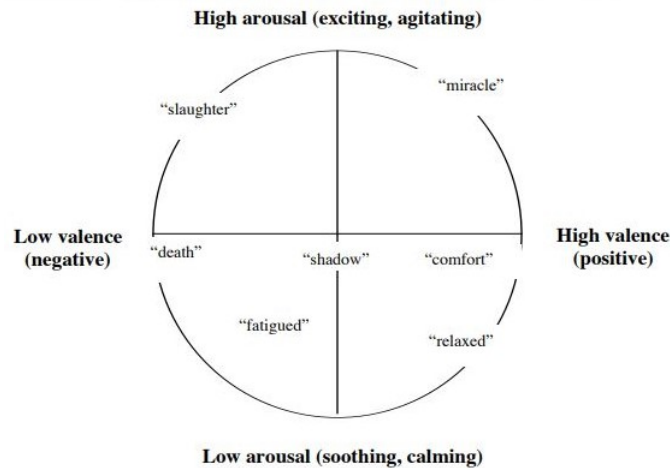 High arousal (exciting, agitating)
“miracle”
“slaughter”
Low valence
(negative)
High valence
(positive)
“death”
“shadow”
“comfort”
“fatigued”
“relaxed”
Low arousal (soothing, calming)